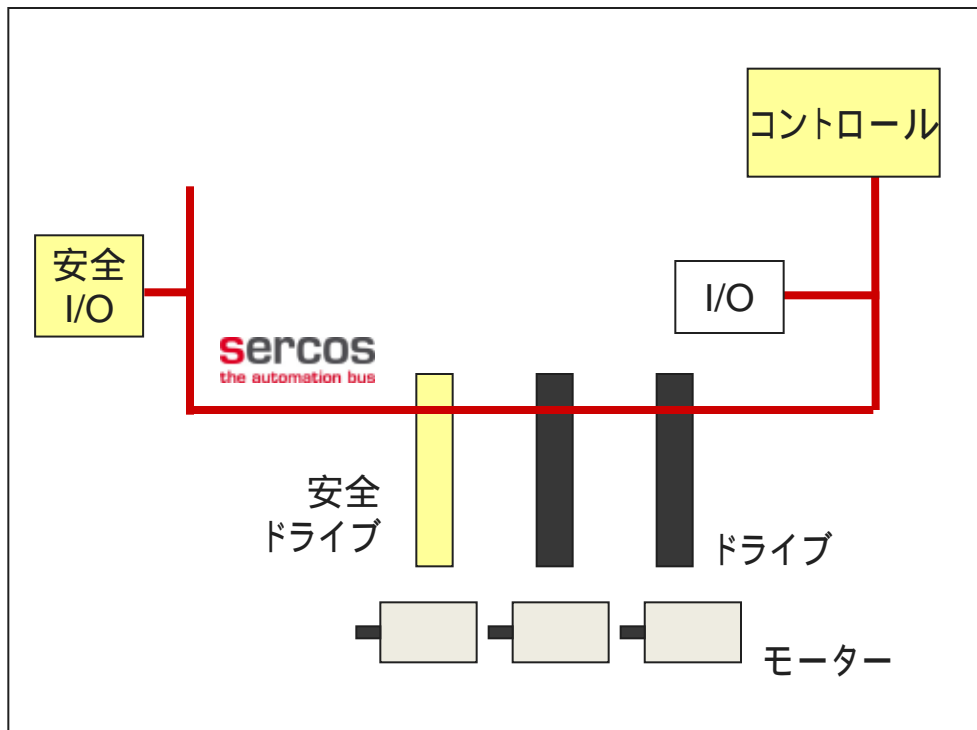 コントロール
安全
I/O
I/O
sercos
the automation bus
安全
ドライブ
ドライブ
モーター